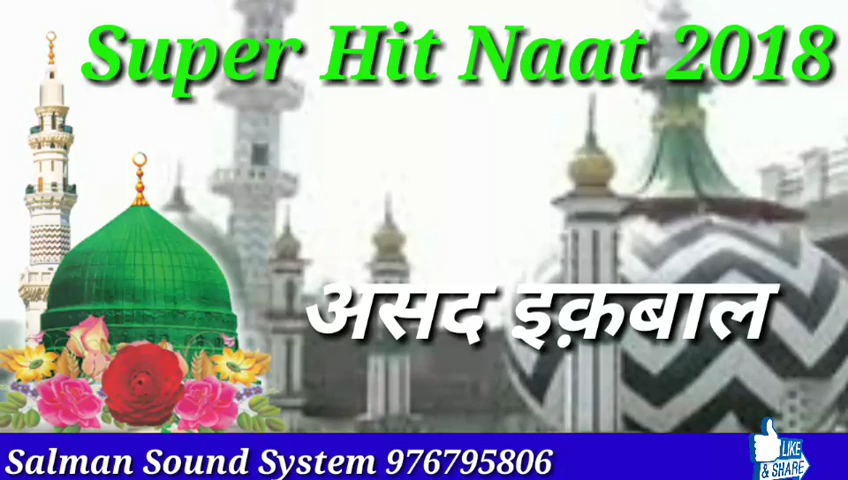 Super Hit Naat 2018
असद इक़बाल
Salman Sound System 976795806
LIKE
& SHARE